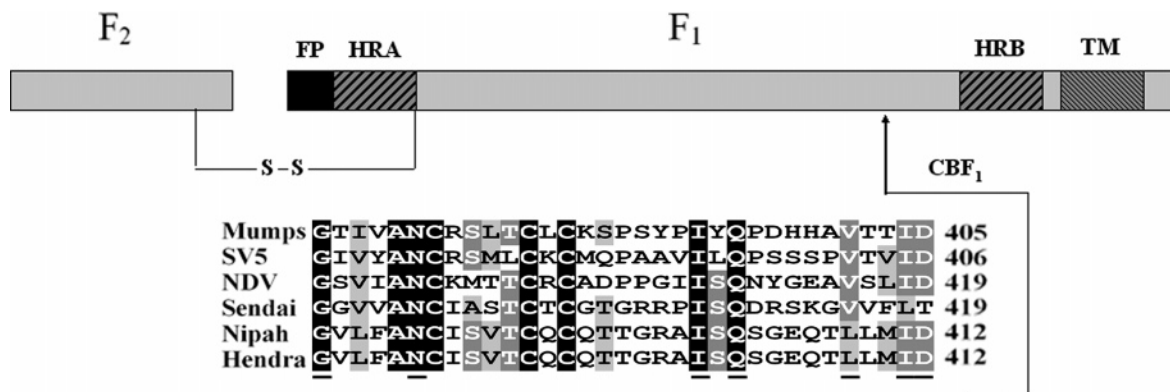 F₂
F₁
FP HRA HRB TM
S–S
CBF₁
Mumps GTIVANCRSLTCLCKSPSYPIYQPDHHAVTTID 405
SV5 GIVYANCRSMLCKCMQPAAVILQPSSSPVTVID 406
NDV GSVIANCKMTTCRCADPPGIISQNYGEAVSLID 419
Sendai GGVVANCIASTCTCGTGRRPISQDRSKGVVFLT 419
Nipah GVLFANCISVTCQCQTTGRAISQSGEQTLLMID 412
Hendra GVLFANCISVTCQCQTTGRAISQSGEQTLLMID 412